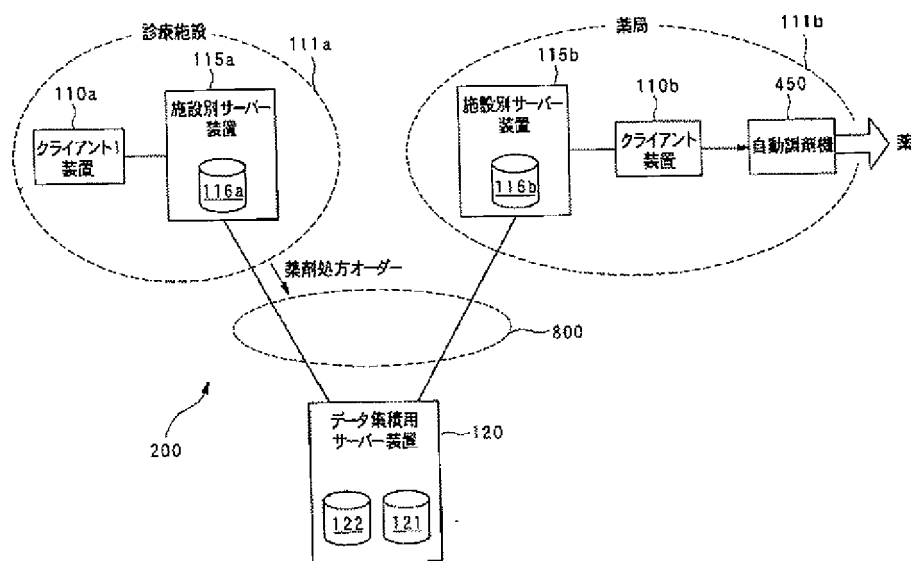 診療施設
111a
薬局
111b
115a
110a
施設別サーバー
装置
クライアント
装置
116a
115b
110b
450
施設別サーバー
装置
クライアント
装置
自動調剤機
薬
116b
薬剤処方オーダー
800
データ集積用
サーバー装置
120
200
122
121